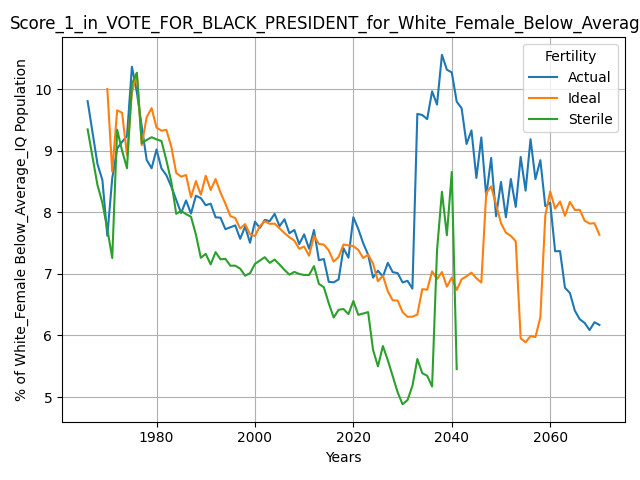 Score_1_in_VOTE_FOR_BLACK_PRESIDENT_for_White_Female_Below_Averag
% of White_Female Below_Average_IQ Population
10
9
8
7
6
5
1980 2000 2020 2040 2060
Years
Fertility
Actual
Ideal
Sterile